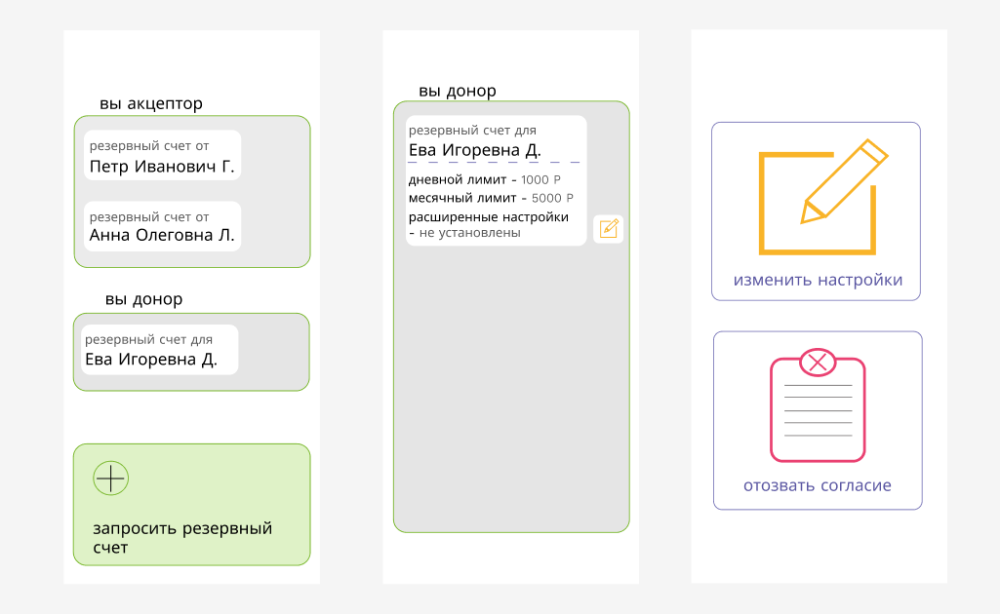 вы акцептор
резервный счет от
Петр Иванович Г.
резервный счет от
Анна Олеговна Л.
вы донор
резервный счет для
Ева Игоревна Д.
запросить резервный
счет
вы донор
резервный счет для
Ева Игоревна Д.
дневной лимит - 1000 Р
месячный лимит - 5000 Р
расширенные настройки
- не установлены
изменить настройки
отозвать согласие